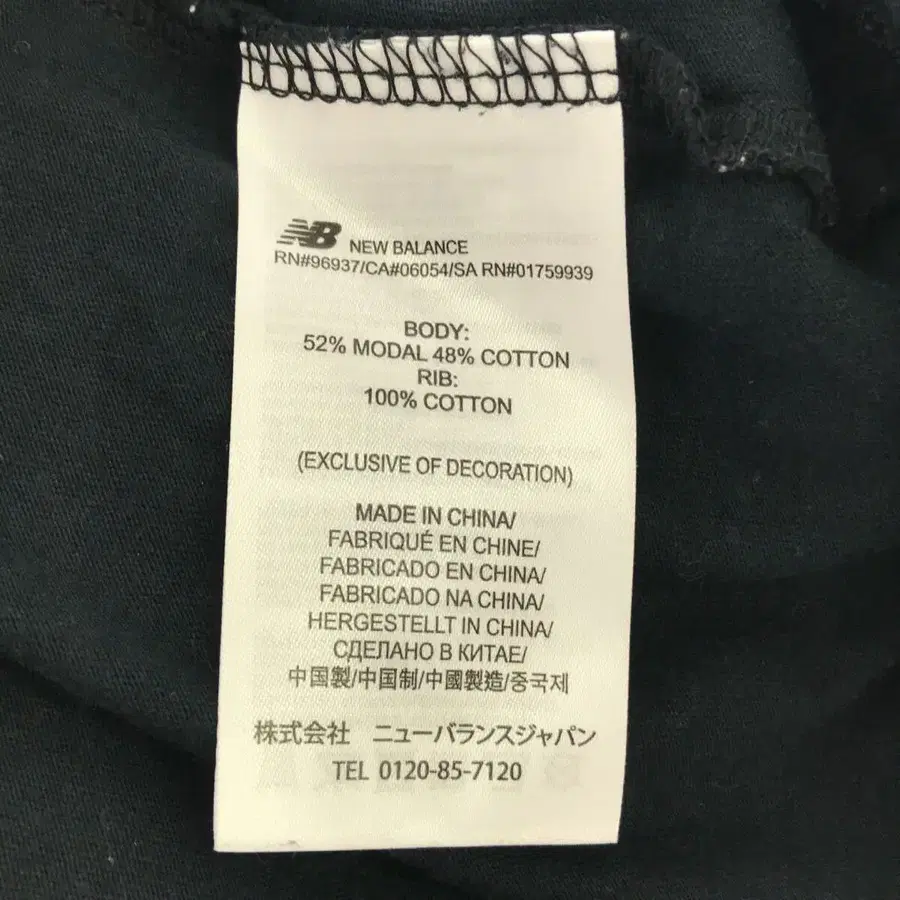 NB NEW BALANCE
RN#96937/CA#06054/SA RN#01759939
BODY:
52% MODAL 48% COTTON
RIB:
100% COTTON
(EXCLUSIVE OF DECORATION)
MADE IN CHINA/
FABRIQUÉ EN CHINE/
FABRICADO EN CHINA/
FABRICADO NA CHINA/
HERGESTELLT IN CHINA/
СДЕЛАНО В КИТАЕ/
中国製/中国制/中國製造/중국제
株式会社 ニューバランスジャパン
TEL 0120-85-7120